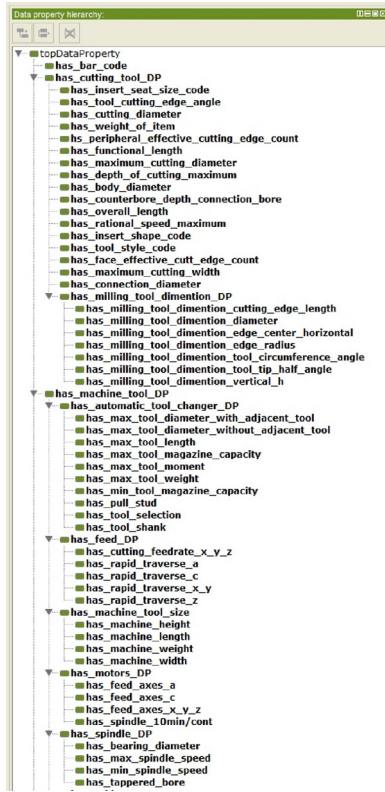 Data property hierarchy:
topDataProperty
has_bar_code
has_cutting_tool_DP
has_insert_seat_size_code
has_tool_cutting_edge_angle
has_cutting_diameter
has_weight_of_item
hs_peripheral_effective_cutting_edge_count
has_functional_length
has_maximum_cutting_diameter
has_depth_of_cutting_maximum
has_body_diameter
has_counterbore_depth_connection_bore
has_overall_length
has_rational_speed_maximum
has_insert_shape_code
has_tool_style_code
has_face_effective_cutt_edge_count
has_maximum_cutting_width
has_connection_diameter
has_milling_tool_dimention_DP
has_milling_tool_dimention_cutting_edge_length
has_milling_tool_dimention_diameter
has_milling_tool_dimention_edge_center_horizontal
has_milling_tool_dimention_edge_radius
has_milling_tool_dimention_tool_circumference_angle
has_milling_tool_dimention_tool_tip_half_angle
has_milling_tool_dimention_vertical_h
has_machine_tool_DP
has_automatic_tool_changer_DP
has_max_tool_diameter_with_adjacent_tool
has_max_tool_diameter_without_adjacent_tool
has_max_tool_length
has_max_tool_magazine_capacity
has_max_tool_moment
has_max_tool_weight
has_min_tool_magazine_capacity
has_pull_stud
has_tool_selection
has_tool_shank
has_feed_DP
has_cutting_feedrate_x_y_z
has_rapid_traverse_a
has_rapid_traverse_c
has_rapid_traverse_x_y
has_rapid_traverse_z
has_machine_tool_size
has_machine_height
has_machine_length
has_machine_weight
has_machine_width
has_motors_DP
has_feed_axes_a
has_feed_axes_c
has_feed_axes_x_y_z
has_spindle_10min/cont
has_spindle_DP
has_bearing_diameter
has_max_spindle_speed
has_min_spindle_speed
has_tappered_bore